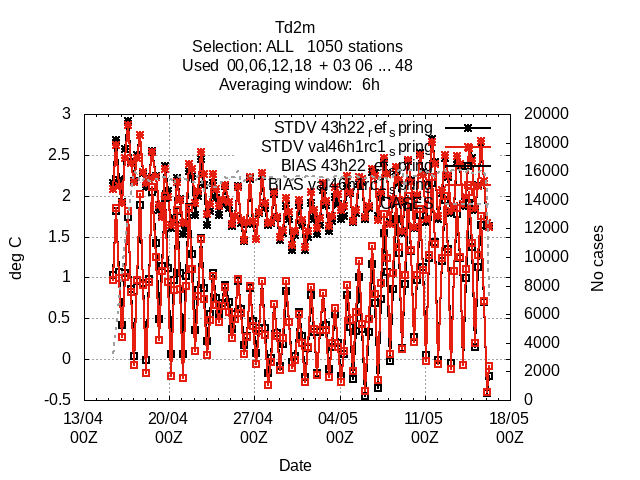 Td2m
Selection: ALL 1050 stations
Used 00,06,12,18 + 03 06 ... 48
Averaging window: 6h
STDV 43h22_ref_spring
STDV val46h1rc1_spring
BIAS 43h22_ref_spring
BIAS val46h1rc1_spring
CASES
3
2.5
2
1.5
1
0.5
0
-0.5
deg C
20000
18000
16000
14000
12000
10000
8000
6000
4000
2000
0
No cases
13/04 20/04 27/04 04/05 11/05 18/05
00Z 00Z 00Z 00Z 00Z 00Z
Date